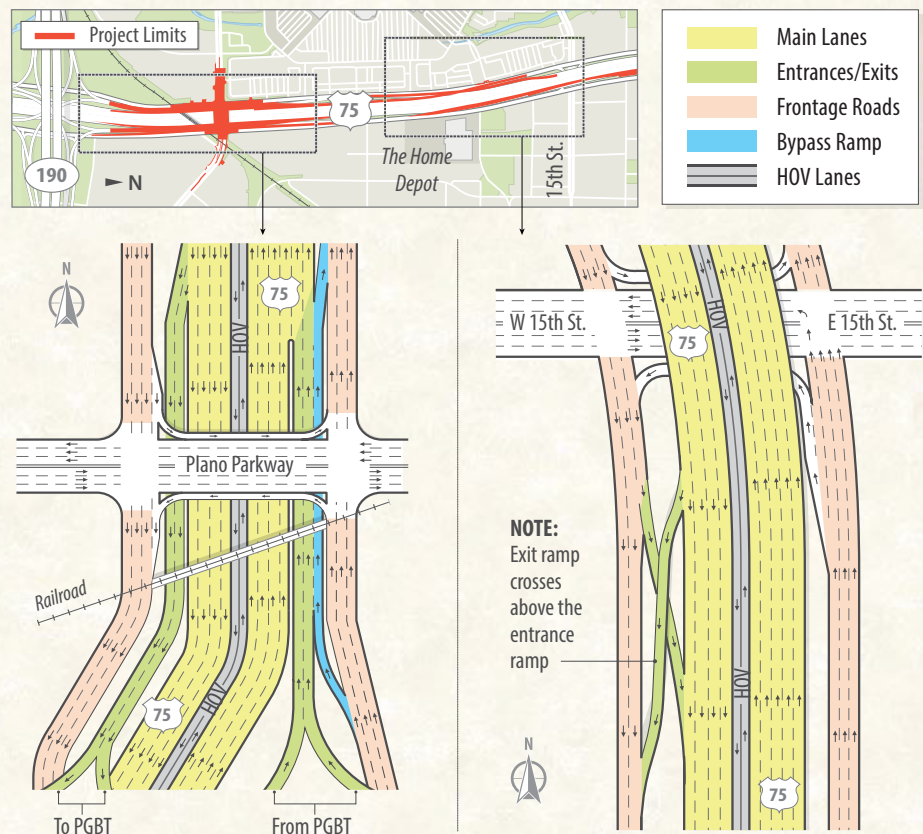 Project Limits
75
190
N
The Home
Depot
15th St.
Main Lanes
Entrances/Exits
Frontage Roads
Bypass Ramp
HOV Lanes
N
75
HOV
Plano Parkway
Railroad
75
HOV
To PGBT
From PGBT
HOV
W 15th St.
75
E 15th St.
NOTE:
Exit ramp
crosses
above the
entrance
ramp
HOV
N
75